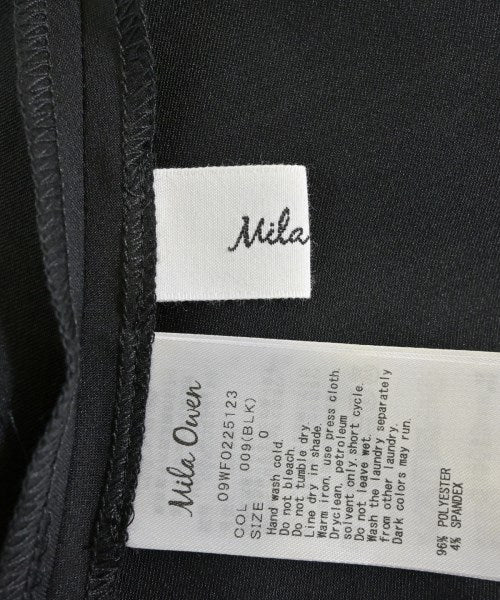 Mila
Mila Owen
09WFO225123
COL 009(BLK)
SIZE 0
Hand wash cold.
Do not bleach.
Do not tumble dry
Line dry in shade.
Warm iron, use press cloth
Dryclean, petroleum
solvent only, short cycle.
Do not leave wet.
Wash the laundry separately
from other laundry.
Dark colors may run.
96% POLYESTER
4% SPANDEX